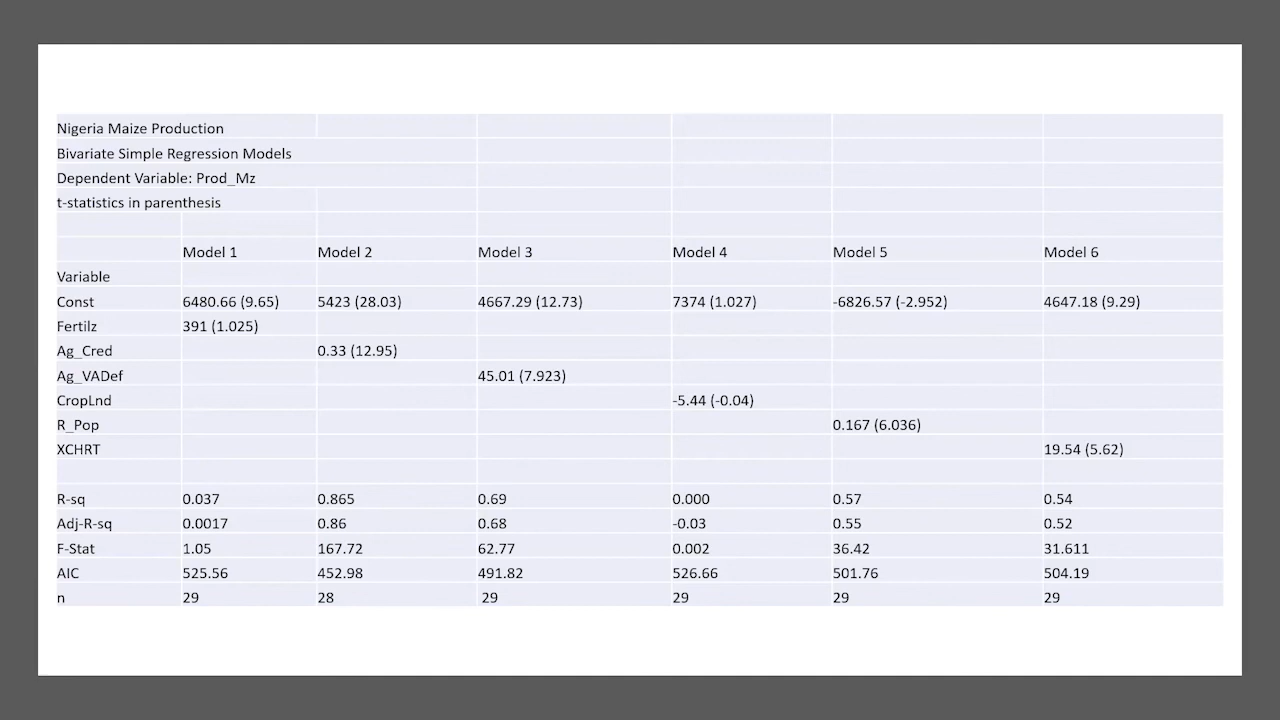 Nigeria Maize Production
Bivariate Simple Regression Models
Dependent Variable: Prod_Mz
t-statistics in parenthesis
Model 1 Model 2 Model 3 Model 4 Model 5 Model 6
Variable
Const 6480.66 (9.65) 5423 (28.03) 4667.29 (12.73) 7374 (1.027) -6826.57 (-2.952) 4647.18 (9.29)
Fertilz 391 (1.025)
Ag_Cred 0.33 (12.95)
Ag_VADef 45.01 (7.923)
CropLnd -5.44 (-0.04)
R_Pop 0.167 (6.036)
XCHRT 19.54 (5.62)
R-sq 0.037 0.865 0.69 0.000 0.57 0.54
Adj-R-sq 0.0017 0.86 0.68 -0.03 0.55 0.52
F-Stat 1.05 167.72 62.77 0.002 36.42 31.611
AIC 525.56 452.98 491.82 526.66 501.76 504.19
n 29 28 29 29 29 29